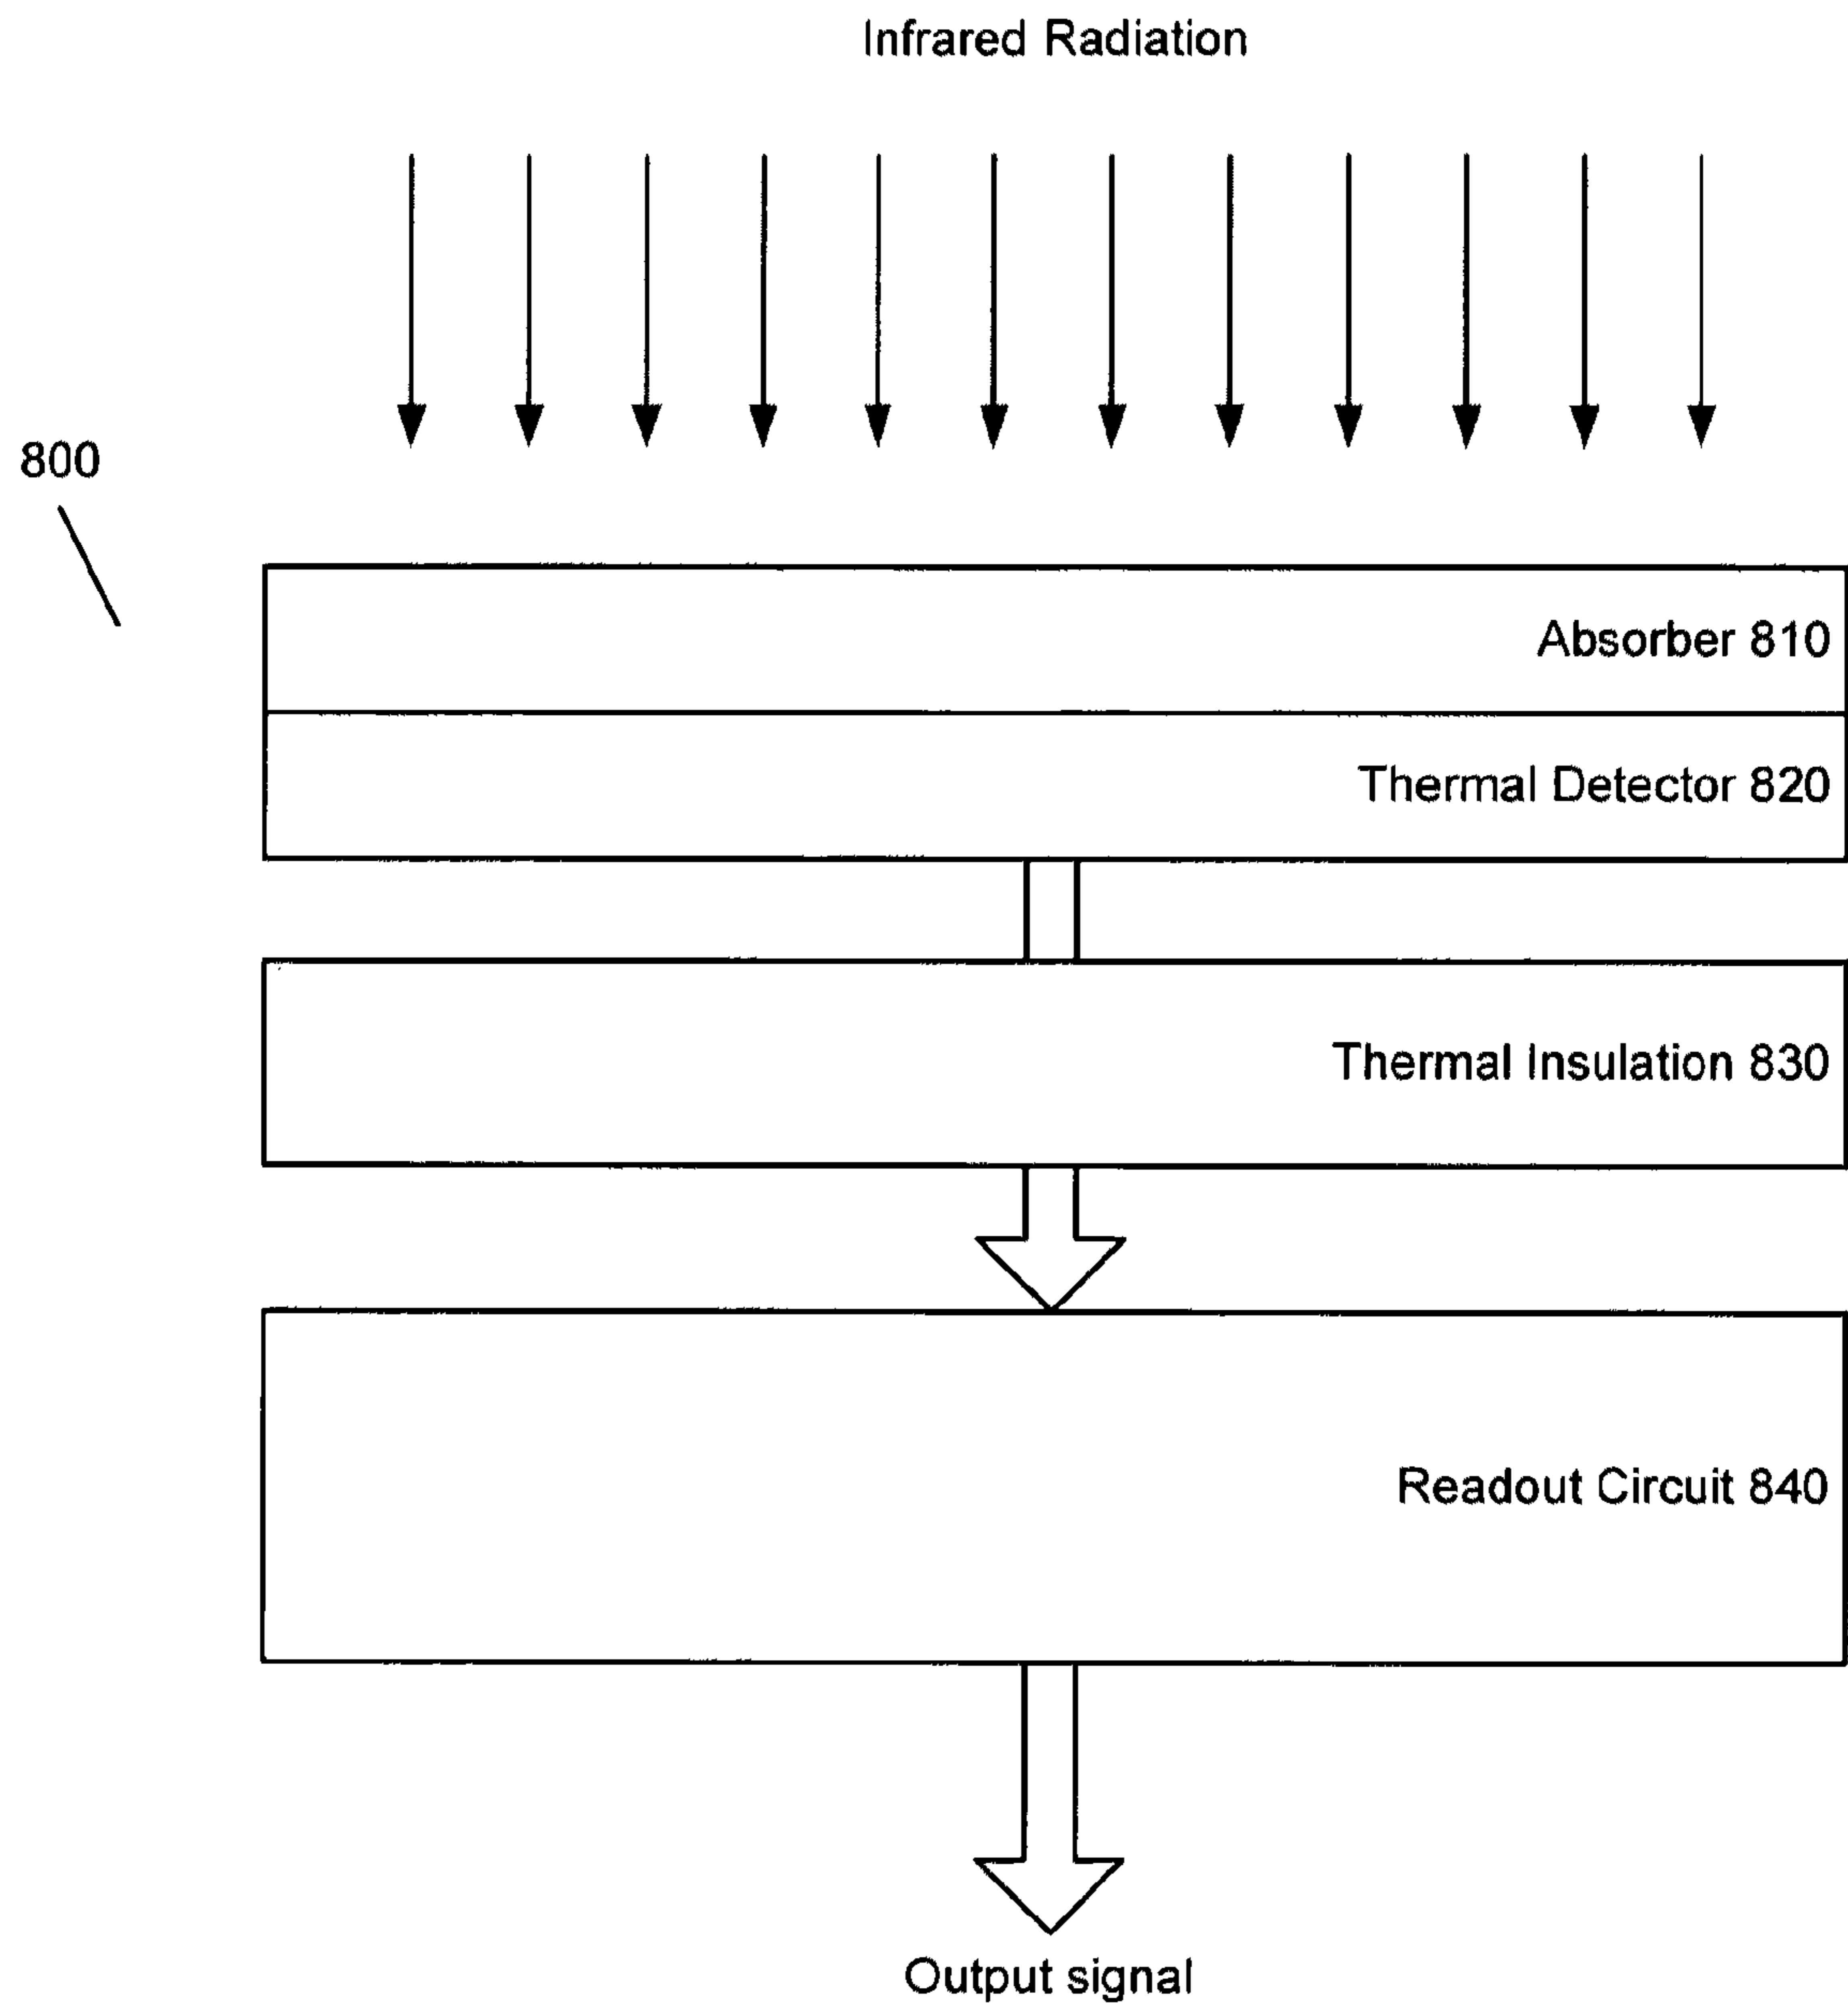 Infrared Radiation
800
Absorber 810
Thermal Detector 820
Thermal Insulation 830
Readout Circuit 840
Output signal